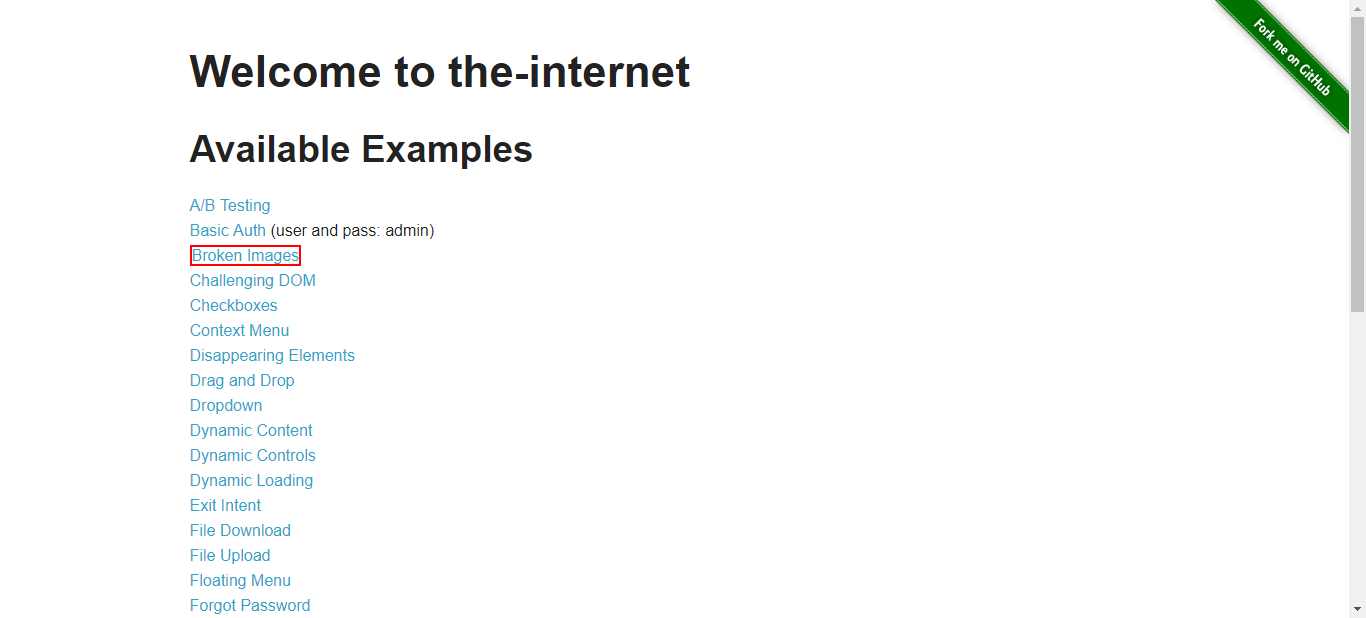 Fork me on GitHub
Welcome to the-internet
Available Examples
A/B Testing
Basic Auth (user and pass: admin)
Broken Images
Challenging DOM
Checkboxes
Context Menu
Disappearing Elements
Drag and Drop
Dropdown
Dynamic Content
Dynamic Controls
Dynamic Loading
Exit Intent
File Download
File Upload
Floating Menu
Forgot Password